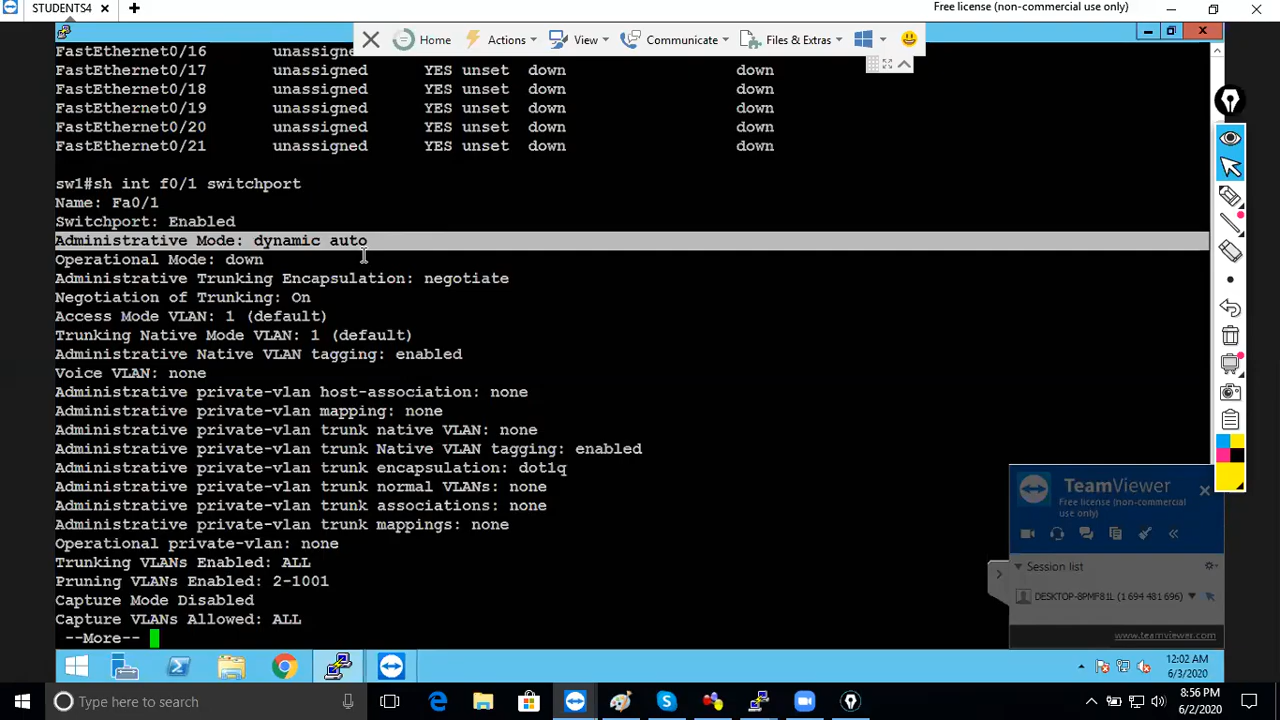 STUDENTS4
Free license (non-commercial use only)
Home
Actions
View
Communicate
Files & Extras
FastEthernet0/16 unassigned YES unset down down
FastEthernet0/17 unassigned YES unset down down
FastEthernet0/18 unassigned YES unset down down
FastEthernet0/19 unassigned YES unset down down
FastEthernet0/20 unassigned YES unset down down
FastEthernet0/21 unassigned YES unset down down
sw1#sh int f0/1 switchport
Name: Fa0/1
Switchport: Enabled
Administrative Mode: dynamic auto
Operational Mode: down
Administrative Trunking Encapsulation: negotiate
Negotiation of Trunking: On
Access Mode VLAN: 1 (default)
Trunking Native Mode VLAN: 1 (default)
Administrative Native VLAN tagging: enabled
Voice VLAN: none
Administrative private-vlan host-association: none
Administrative private-vlan mapping: none
Administrative private-vlan trunk native VLAN: none
Administrative private-vlan trunk Native VLAN tagging: enabled
Administrative private-vlan trunk encapsulation: dot1q
Administrative private-vlan trunk normal VLANs: none
Administrative private-vlan trunk associations: none
Administrative private-vlan trunk mappings: none
Operational private-vlan: none
Trunking VLANs Enabled: ALL
Pruning VLANs Enabled: 2-1001
Capture Mode Disabled
Capture VLANs Allowed: ALL
--More--
TeamViewer
Free license (non-commercial
use only)
Session list
DESKTOP-8PMF81L (1 694 481 696)
www.teamviewer.com
12:02 AM
6/3/2020
Type here to search
8:56 PM
6/2/2020